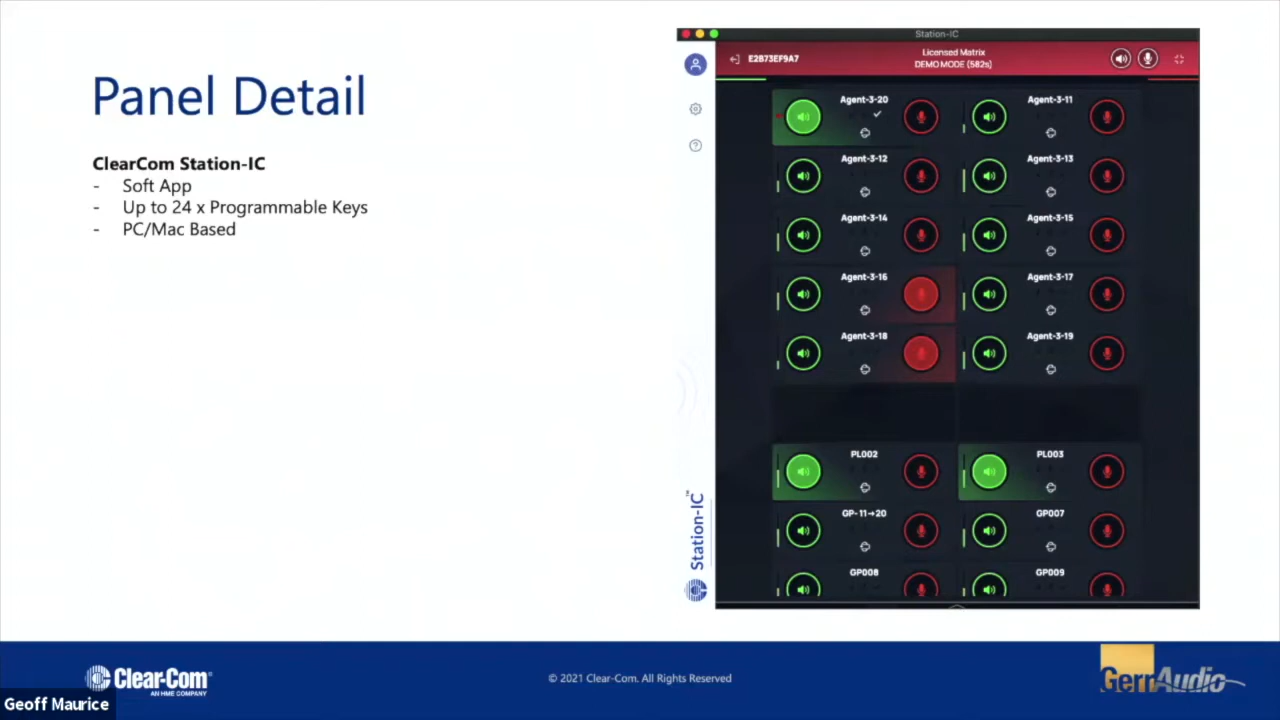 Panel Detail
ClearCom Station-IC
- Soft App
- Up to 24 x Programmable Keys
- PC/Mac Based
Station-IC
E2B73EF9A7
Licensed Matrix
DEMO MODE (582s)
Agent-3-20
Agent-3-11
Agent-3-12
Agent-3-13
Agent-3-14
Agent-3-15
Agent-3-16
Agent-3-17
Agent-3-18
Agent-3-19
PL002
PL003
GP-11→20
GP007
GP008
GP009
Station-IC™
Clear-Com®
AN HME COMPANY
© 2021 Clear-Com. All Rights Reserved
GerrAudio
Geoff Maurice